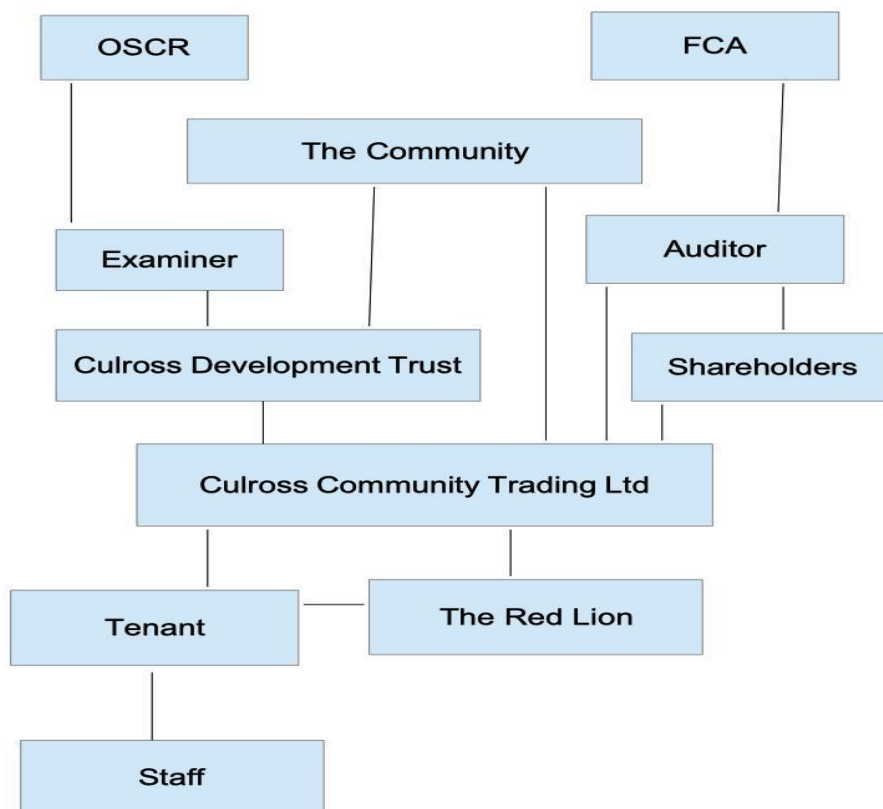 OSCR
FCA
The Community
Examiner
Auditor
Culross Development Trust
Shareholders
Culross Community Trading Ltd
Tenant
The Red Lion
Staff